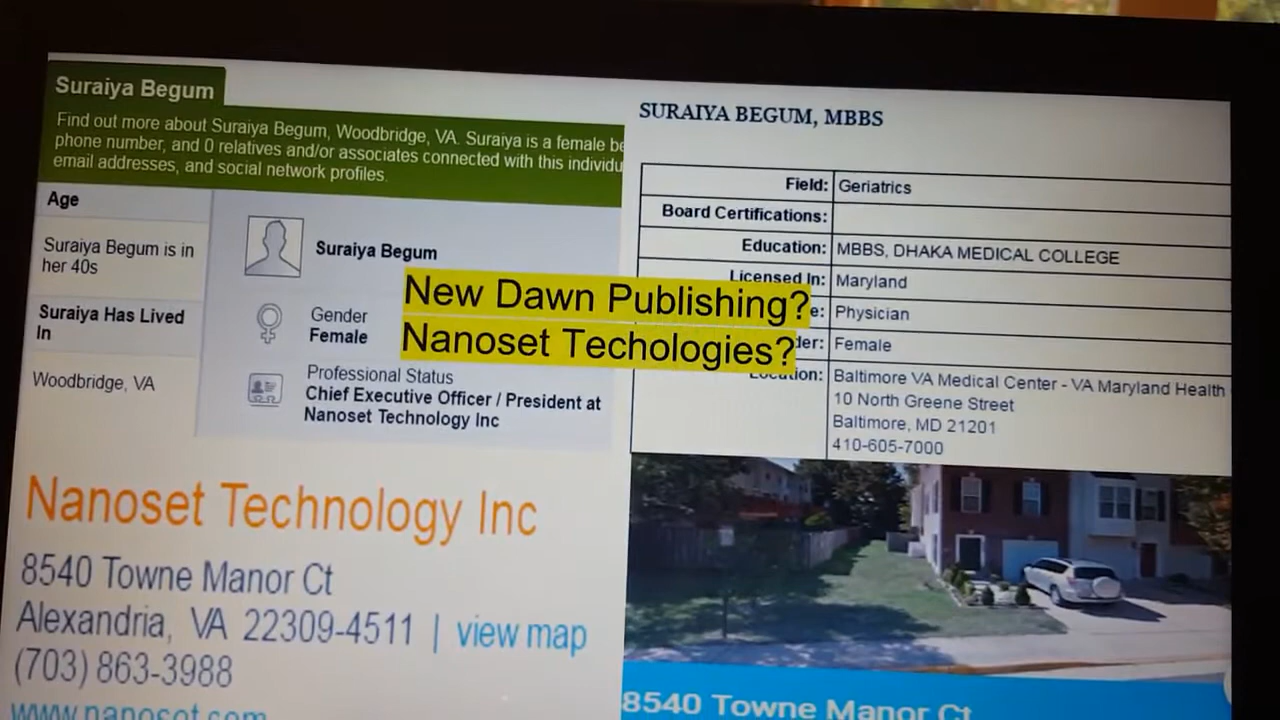 Suraiya Begum
Find out more about Suraiya Begum, Woodbridge, VA. Suraiya is a female be
phone number, and 0 relatives and/or associates connected with this individu
email addresses, and social network profiles.
Age
Suraiya Begum is in
her 40s
Suraiya Has Lived
In
Woodbridge, VA
Suraiya Begum
Gender
Female
Professional Status
Chief Executive Officer / President at
Nanoset Technology Inc
New Dawn Publishing?
Nanoset Techologies?
SURAIYA BEGUM, MBBS
Field: Geriatrics
Board Certifications:
Education: MBBS, DHAKA MEDICAL COLLEGE
Licensed In: Maryland
e: Physician
der: Female
Location: Baltimore VA Medical Center - VA Maryland Health
10 North Greene Street
Baltimore, MD 21201
410-605-7000
Nanoset Technology Inc
8540 Towne Manor Ct
Alexandria, VA 22309-4511 | view map
(703) 863-3988
www.nanoset.com
8540 Towne Manor Ct